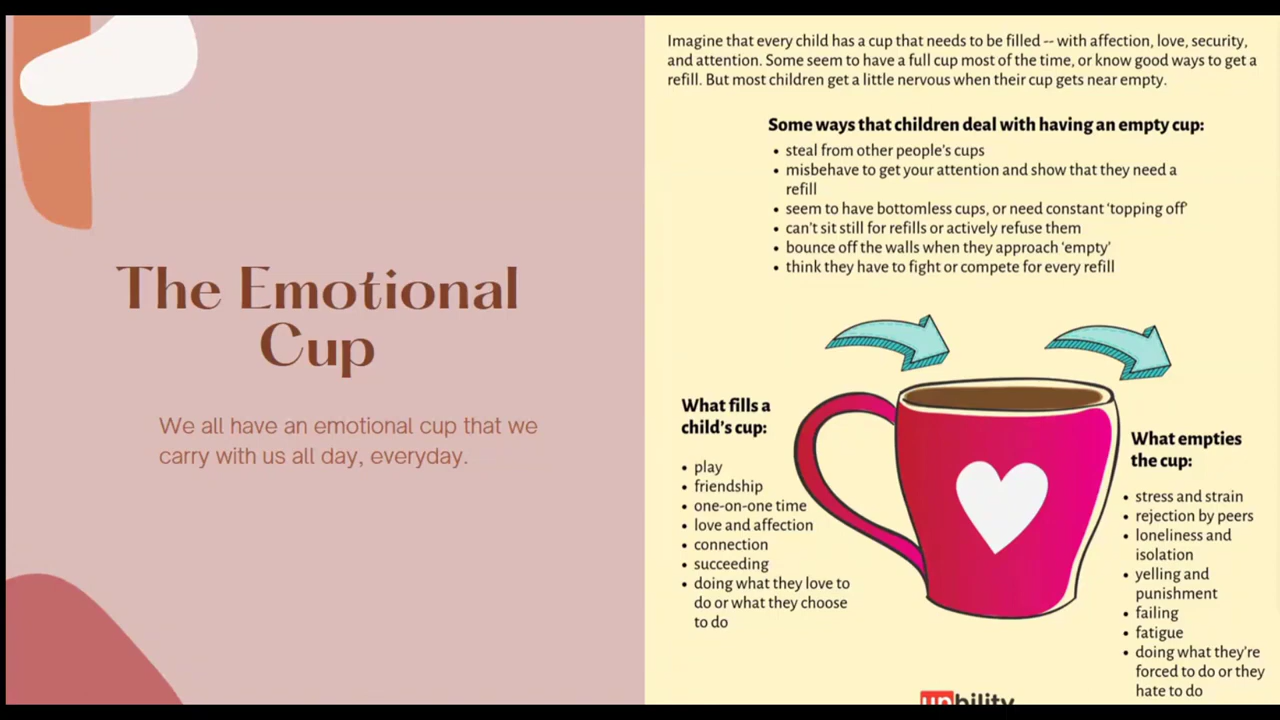 The Emotional
Cup
We all have an emotional cup that we
carry with us all day, everyday.
Imagine that every child has a cup that needs to be filled -- with affection, love, security,
and attention. Some seem to have a full cup most of the time, or know good ways to get a
refill. But most children get a little nervous when their cup gets near empty.
Some ways that children deal with having an empty cup:
• steal from other people's cups
• misbehave to get your attention and show that they need a
refill
• seem to have bottomless cups, or need constant 'topping off'
• can't sit still for refills or actively refuse them
• bounce off the walls when they approach 'empty'
• think they have to fight or compete for every refill
What fills a
child's cup:
• play
• friendship
• one-on-one time
• love and affection
• connection
• succeeding
• doing what they love to
do or what they choose
to do
What empties
the cup:
• stress and strain
• rejection by peers
• loneliness and
isolation
• yelling and
punishment
• failing
• fatigue
• doing what they're
forced to do or they
hate to do
upbility